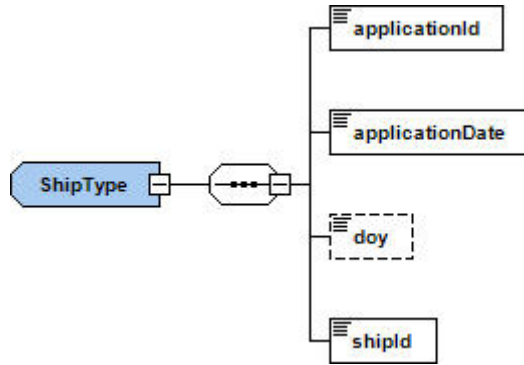 applicationId
applicationDate
ShipType
doy
shipId